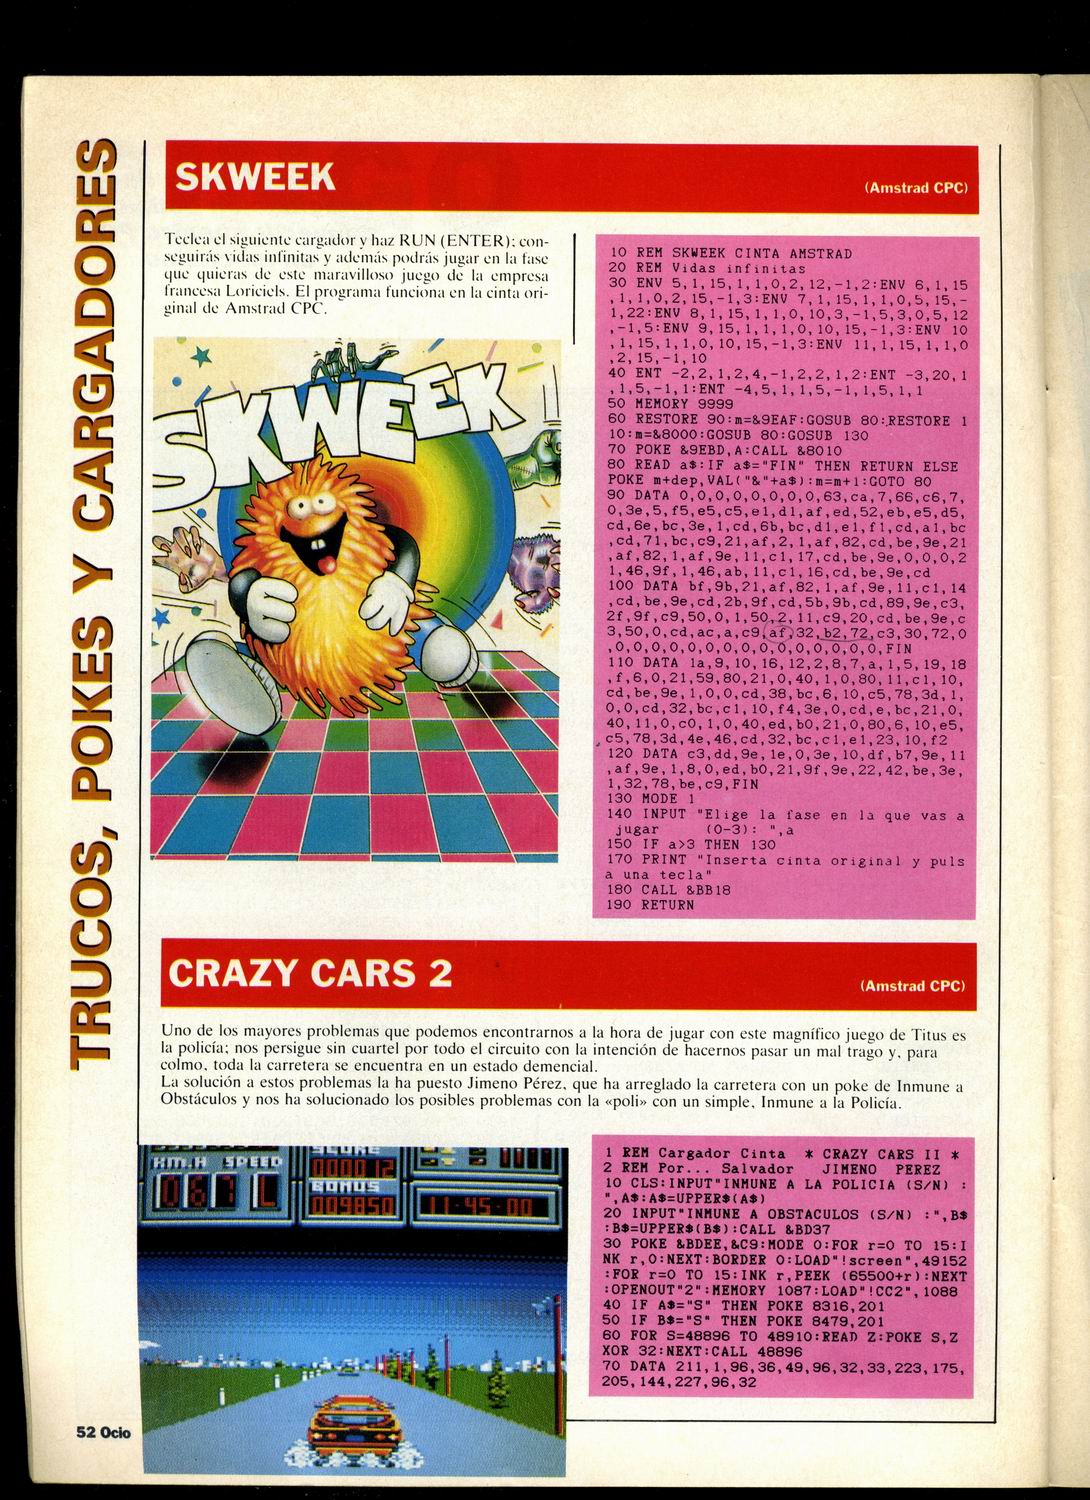 TRUCOS, POKES Y CARGADORES
SKWEEK
(Amstrad CPC)
Teclea el siguiente cargador y haz RUN (ENTER); con-
seguirás vidas infinitas y además podrás jugar en la fase
que quieras de este maravilloso juego de la empresa
francesa Loriciels. El programa funciona en la cinta ori-
ginal de Amstrad CPC.
SKWEEK
10 REM SKWEEK CINTA AMSTRAD
20 REM Vidas infinitas
30 ENV 5,1,15,1,1,0,2,12,-1,2:ENV 6,1,15
,1,1,0,2,15,-1,3:ENV 7,1,15,1,1,0,5,15,-
1,22:ENV 8,1,15,1,1,0,10,3,-1,5,3,0,5,12
,-1,5:ENV 9,15,1,1,1,0,10,15,-1,3:ENV 10
,1,15,1,1,0,10,15,-1,3:ENV 11,1,15,1,1,0
,2,15,-1,10
40 ENT -2,2,1,2,4,-1,2,2,1,2:ENT -3,20,1
,1,5,-1,1:ENT -4,5,1,1,5,-1,1,5,1,1
50 MEMORY 9999
60 RESTORE 90:m=&9EAF:GOSUB 80:RESTORE 1
10:m=&8000:GOSUB 80:GOSUB 130
70 POKE &9EBD,A:CALL &8010
80 READ a$:IF a$="FIN" THEN RETURN ELSE
POKE m+dep,VAL("&"+a$):m=m+1:GOTO 80
90 DATA 0,0,0,0,0,0,0,63,ca,7,66,c6,7,
0,3e,5,f5,e5,c5,e1,d1,af,ed,52,eb,e5,d5,
cd,6e,bc,3e,1,cd,6b,bc,d1,e1,f1,cd,a1,bc
,cd,71,bc,c9,21,af,2,1,af,82,cd,be,9e,21
,af,82,1,af,9e,11,c1,17,cd,be,9e,0,0,0,2
1,46,9f,1,46,ab,11,c1,16,cd,be,9e,cd
100 DATA bf,9b,21,af,82,1,af,9e,11,c1,14
,cd,be,9e,cd,2b,9f,cd,5b,9b,cd,89,9e,c3,
2f,9f,c9,50,0,1,50,2,11,c9,20,cd,be,9e,c
3,50,0,cd,ac,a,c9,af,32,b2,72,c3,30,72,0
,0,0,0,0,0,0,0,0,0,0,0,0,0,0,FIN
110 DATA 1a,9,10,16,12,2,8,7,a,1,5,19,18
,f,6,0,21,59,80,21,0,40,1,0,80,11,c1,10,
cd,be,9e,1,0,0,cd,38,bc,6,10,c5,78,3d,1,
0,0,cd,32,bc,c1,10,f4,3e,0,cd,e,bc,21,0,
40,11,0,c0,1,0,40,ed,b0,21,0,80,6,10,e5,
c5,78,3d,4e,46,cd,32,bc,c1,e1,23,10,f2
120 DATA c3,dd,9e,1e,0,3e,10,df,b7,9e,11
,af,9e,1,8,0,ed,b0,21,9f,9e,22,42,be,3e,
1,32,78,be,c9,FIN
130 MODE 1
140 INPUT "Elige la fase en la que vas a
jugar (0-3): ",a
150 IF a>3 THEN 130
170 PRINT "Inserta cinta original y puls
a una tecla"
180 CALL &BB18
190 RETURN
CRAZY CARS 2
(Amstrad CPC)
Uno de los mayores problemas que podemos encontrarnos a la hora de jugar con este magnífico juego de Titus es
la policía; nos persigue sin cuartel por todo el circuito con la intención de hacernos pasar un mal trago y, para
colmo, toda la carretera se encuentra en un estado demencial.
La solución a estos problemas la ha puesto Jimeno Pérez, que ha arreglado la carretera con un poke de Inmune a
Obstáculos y nos ha solucionado los posibles problemas con la «poli» con un simple, Inmune a la Policía.
KM.H SPEED
SCORE
000012
BONUS
009850
11-45-00
1 REM Cargador Cinta * CRAZY CARS II *
2 REM Por... Salvador JIMENO PEREZ
10 CLS:INPUT"INMUNE A LA POLICIA (S/N) :
",A$:A$=UPPER$(A$)
20 INPUT"INMUNE A OBSTACULOS (S/N) :",B$
:B$=UPPER$(B$):CALL &BD37
30 POKE &BDEE,&C9:MODE 0:FOR r=0 TO 15:I
NK r,0:NEXT:BORDER 0:LOAD"!screen",49152
:FOR r=0 TO 15:INK r,PEEK (65500+r):NEXT
:OPENOUT"2":MEMORY 1087:LOAD"!CC2",1088
40 IF A$="S" THEN POKE 8316,201
50 IF B$="S" THEN POKE 8479,201
60 FOR S=48896 TO 48910:READ Z:POKE S,Z
XOR 32:NEXT:CALL 48896
70 DATA 211,1,96,36,49,96,32,33,223,175,
205,144,227,96,32
52 Ocio